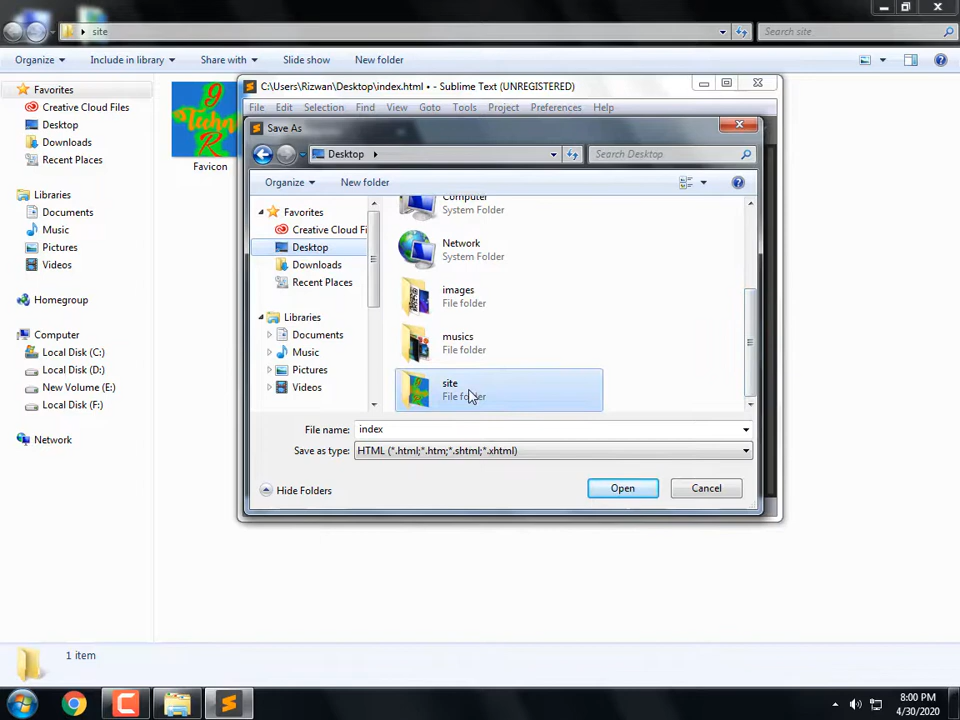 site
Search site
Organize
Include in library
Share with
Slide show
New folder
Favorites
Creative Cloud Files
Desktop
Downloads
Recent Places
Libraries
Documents
Music
Pictures
Videos
Homegroup
Computer
Local Disk (C:)
Local Disk (D:)
New Volume (E:)
Local Disk (F:)
Network
Favicon
C:\Users\Rizwan\Desktop\index.html • - Sublime Text (UNREGISTERED)
File Edit Selection Find View Goto Tools Project Preferences Help
Save As
Desktop
Search Desktop
Organize
New folder
Favorites
Creative Cloud Fi
Desktop
Downloads
Recent Places
Libraries
Documents
Music
Pictures
Videos
Computer
System Folder
Network
System Folder
images
File folder
musics
File folder
site
File folder
File name: index
Save as type: HTML (*.html;*.htm;*.shtml;*.xhtml)
Hide Folders
Open
Cancel
1 item
8:00 PM
4/30/2020